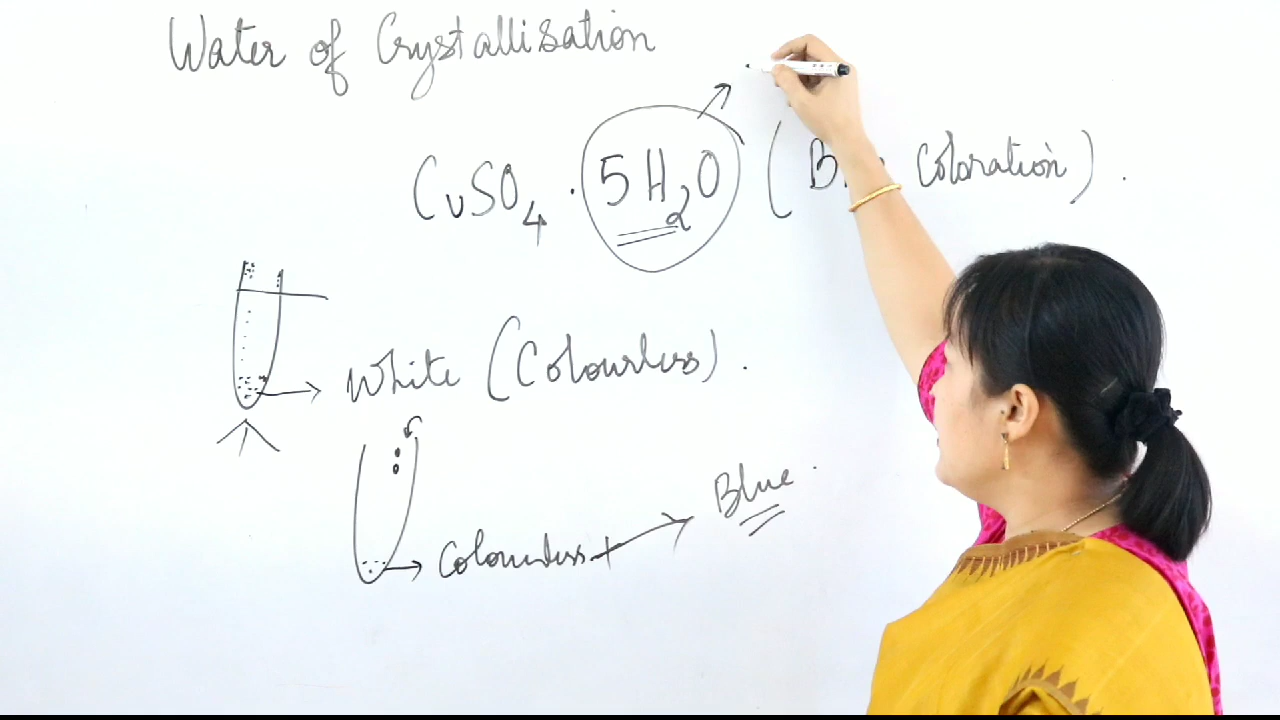 Water of Crystallisation
CuSO4 · 5H2O ( Coloration) .
White (Colourless) .
Colourless + → Blue .